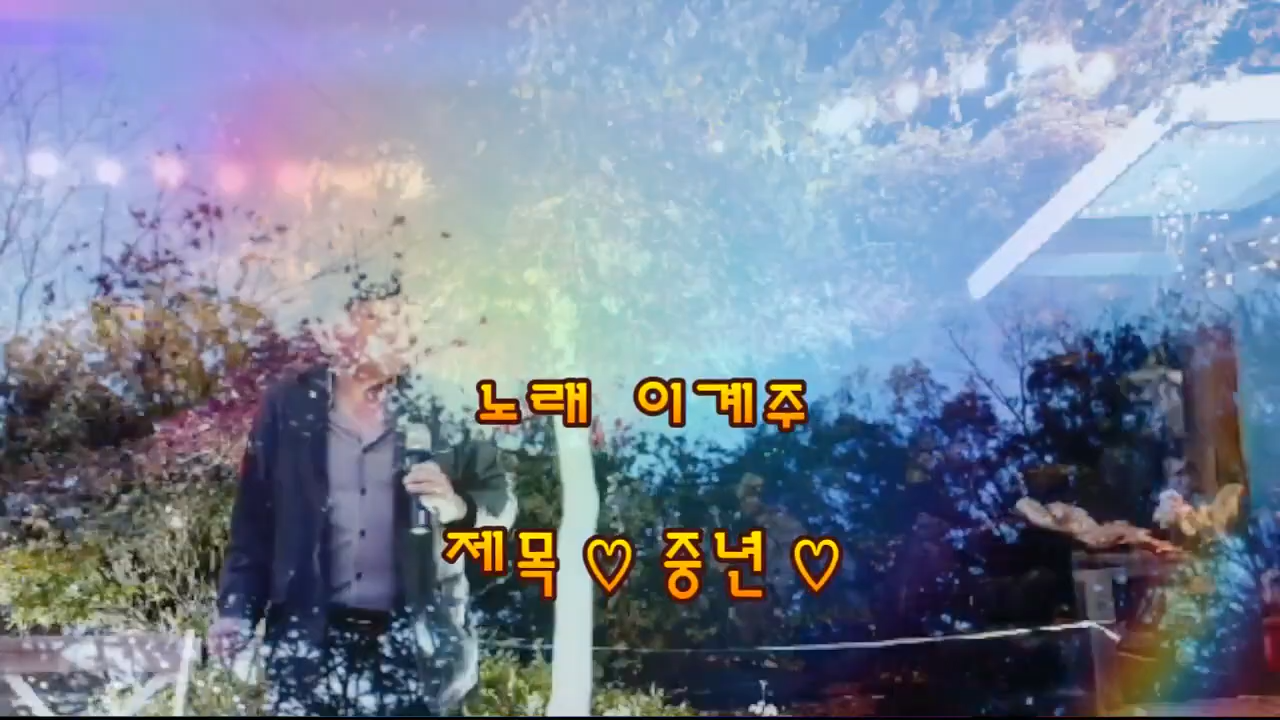 노래 이계주
제목 ♡ 중년 ♡